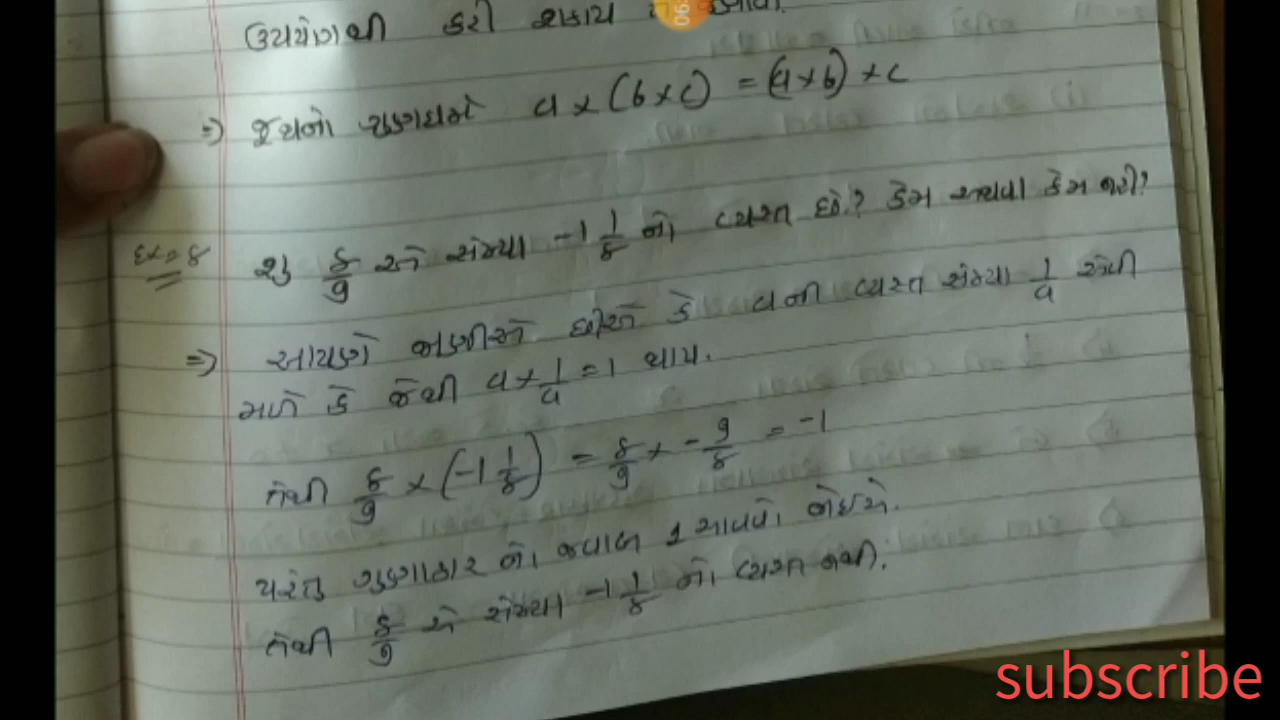 ઉપયોગથી કરી શકાય
⇒) જૂથનો ગુણધર્મ a × (b × c) = (a × b) × c
દા = 8 શું 8/9 એ સંખ્યા -1 1/8 નો વ્યસ્ત છે? કેમ અથવા કેમ નહી?
⇒) આપણે જાણીએ છીએ કે a ની વ્યસ્ત સંખ્યા 1/a એવી
મળે કે જેથી a × 1/a = 1 થાય.
તેથી 8/9 × (-1 1/8) = 8/9 × - 9/8 = -1
પરંતુ ગુણાકાર નો જવાબ 1 આવવો જોઈએ.
તેથી 8/9 એ સંખ્યા -1 1/8 નો વ્યસ્ત નથી.
subscribe